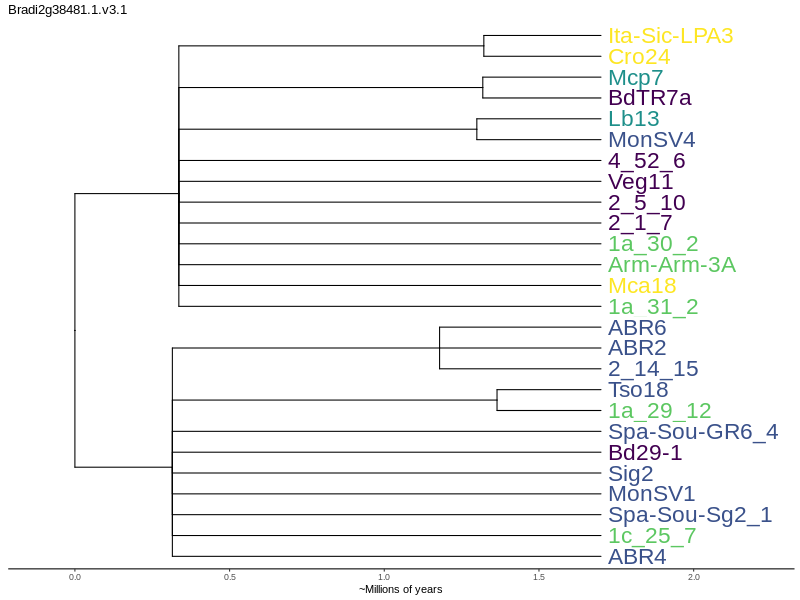 Bradi2g38481.1.v3.1
Ita-Sic-LPA3
Cro24
Mcp7
BdTR7a
Lb13
MonSV4
4_52_6
Veg11
2_5_10
2_1_7
1a_30_2
Arm-Arm-3A
Mca18
1a_31_2
ABR6
ABR2
2_14_15
Tso18
1a_29_12
Spa-Sou-GR6_4
Bd29-1
Sig2
MonSV1
Spa-Sou-Sg2_1
1c_25_7
ABR4
0.0 0.5 1.0 1.5 2.0
~Millions of years